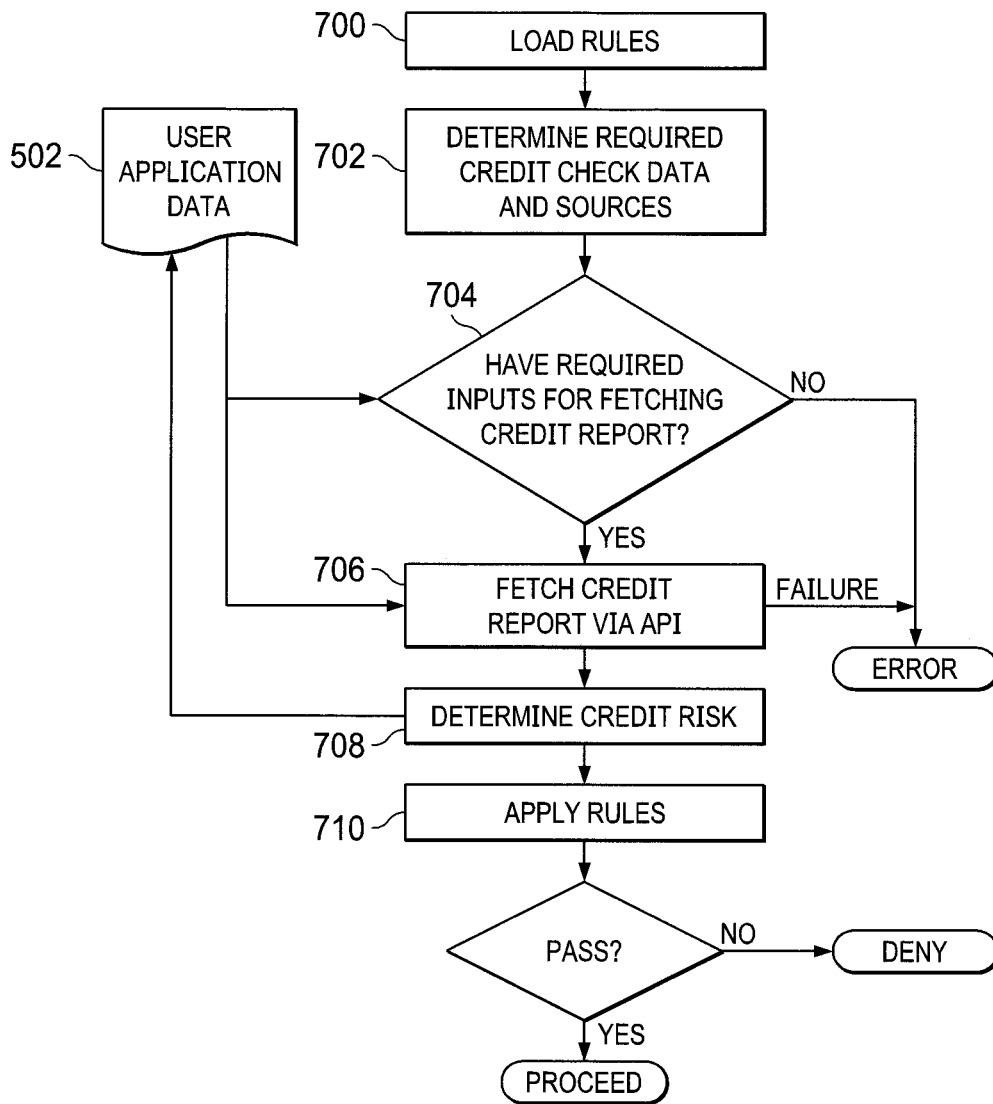 700
LOAD RULES
502
USER
APPLICATION
DATA
702
DETERMINE REQUIRED
CREDIT CHECK DATA
AND SOURCES
704
HAVE REQUIRED
INPUTS FOR FETCHING
CREDIT REPORT?
NO
YES
706
FETCH CREDIT
REPORT VIA API
FAILURE
ERROR
708
DETERMINE CREDIT RISK
710
APPLY RULES
PASS?
NO
DENY
YES
PROCEED